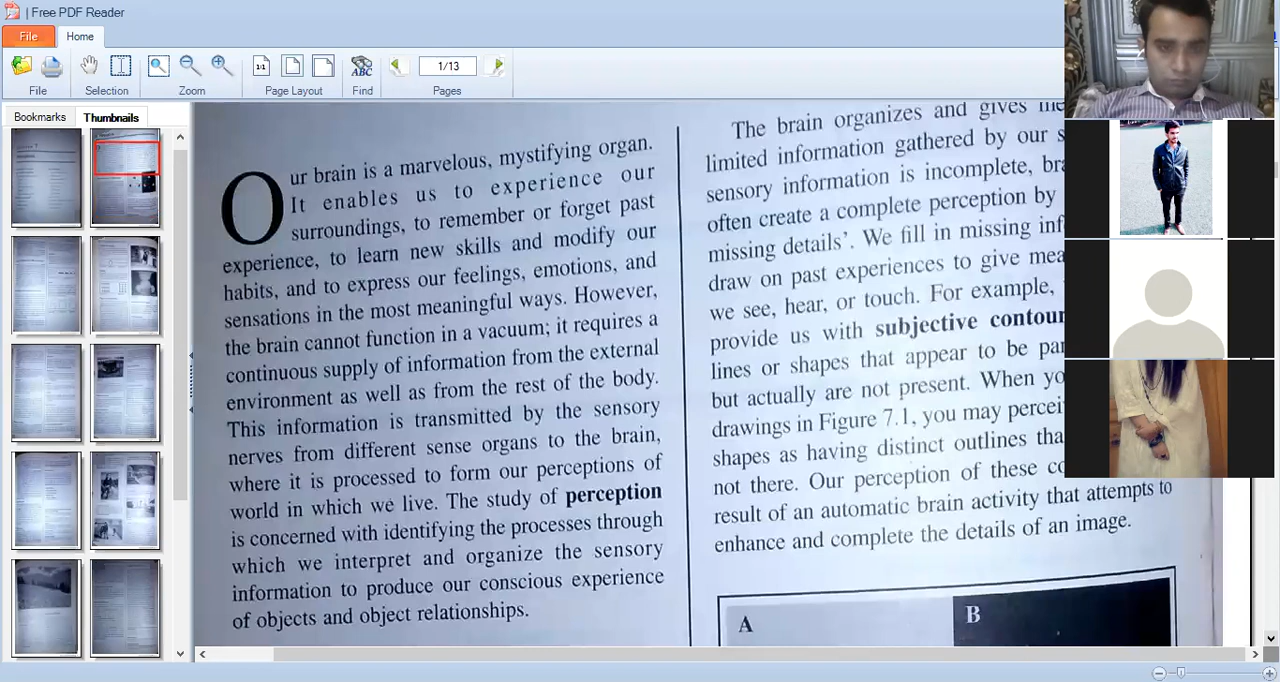 | Free PDF Reader
File
Home
1/13
File
Selection
Zoom
Page Layout
Find
Pages
Bookmarks
Thumbnails
Our brain is a marvelous, mystifying organ.
It enables us to experience our
surroundings, to remember or forget past
experience, to learn new skills and modify our
habits, and to express our feelings, emotions, and
sensations in the most meaningful ways. However,
the brain cannot function in a vacuum; it requires a
continuous supply of information from the external
environment as well as from the rest of the body.
This information is transmitted by the sensory
nerves from different sense organs to the brain,
where it is processed to form our perceptions of
world in which we live. The study of perception
is concerned with identifying the processes through
which we interpret and organize the sensory
information to produce our conscious experience
of objects and object relationships.
The brain organizes and gives
limited information gathered by our
sensory information is incomplete,
often create a complete perception by
missing details'. We fill in missing
draw on past experiences to give
we see, hear, or touch. For example,
provide us with subjective
lines or shapes that appear to be
but actually are not present. When
drawings in Figure 7.1, you may
shapes as having distinct outlines
not there. Our perception of these
result of an automatic brain activity that attempts to
enhance and complete the details of an image.
A
B